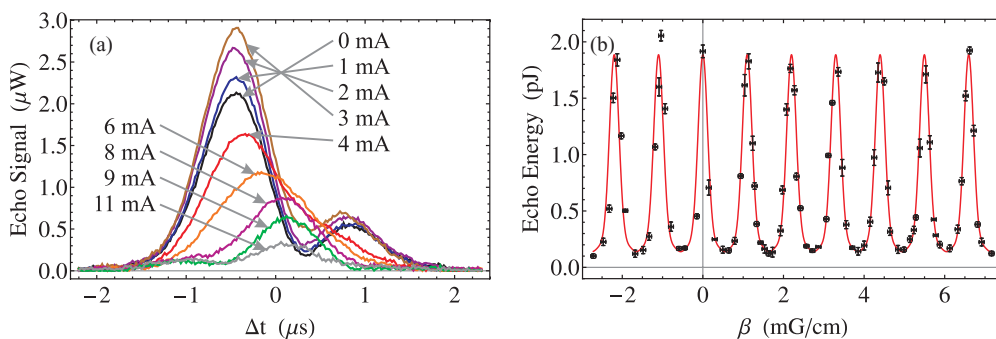 (a)
0 mA
1 mA
2 mA
3 mA
4 mA
6 mA
8 mA
9 mA
11 mA
Echo Signal (μW)
3.0
2.5
2.0
1.5
1.0
0.5
0.0
−2 −1 0 1 2
Δt (μs)
(b)
Echo Energy (pJ)
2.0
1.5
1.0
0.5
0
−2 0 2 4 6
β (mG/cm)